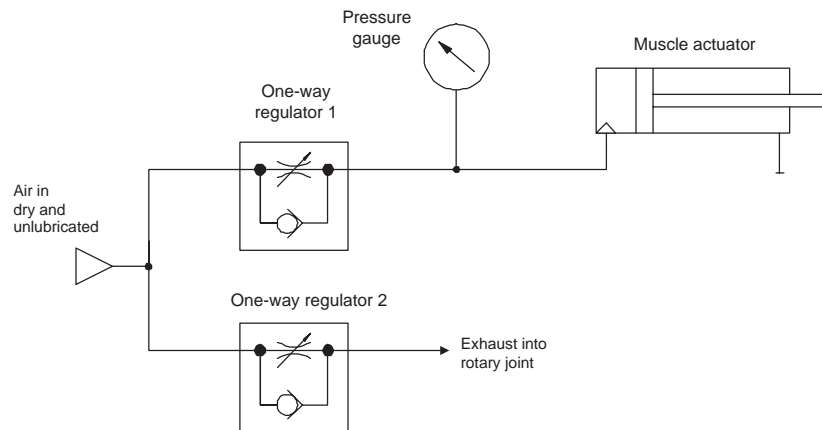 Pressure
gauge
Muscle actuator
One-way
regulator 1
Air in
dry and
unlubricated
One-way regulator 2
Exhaust into
rotary joint